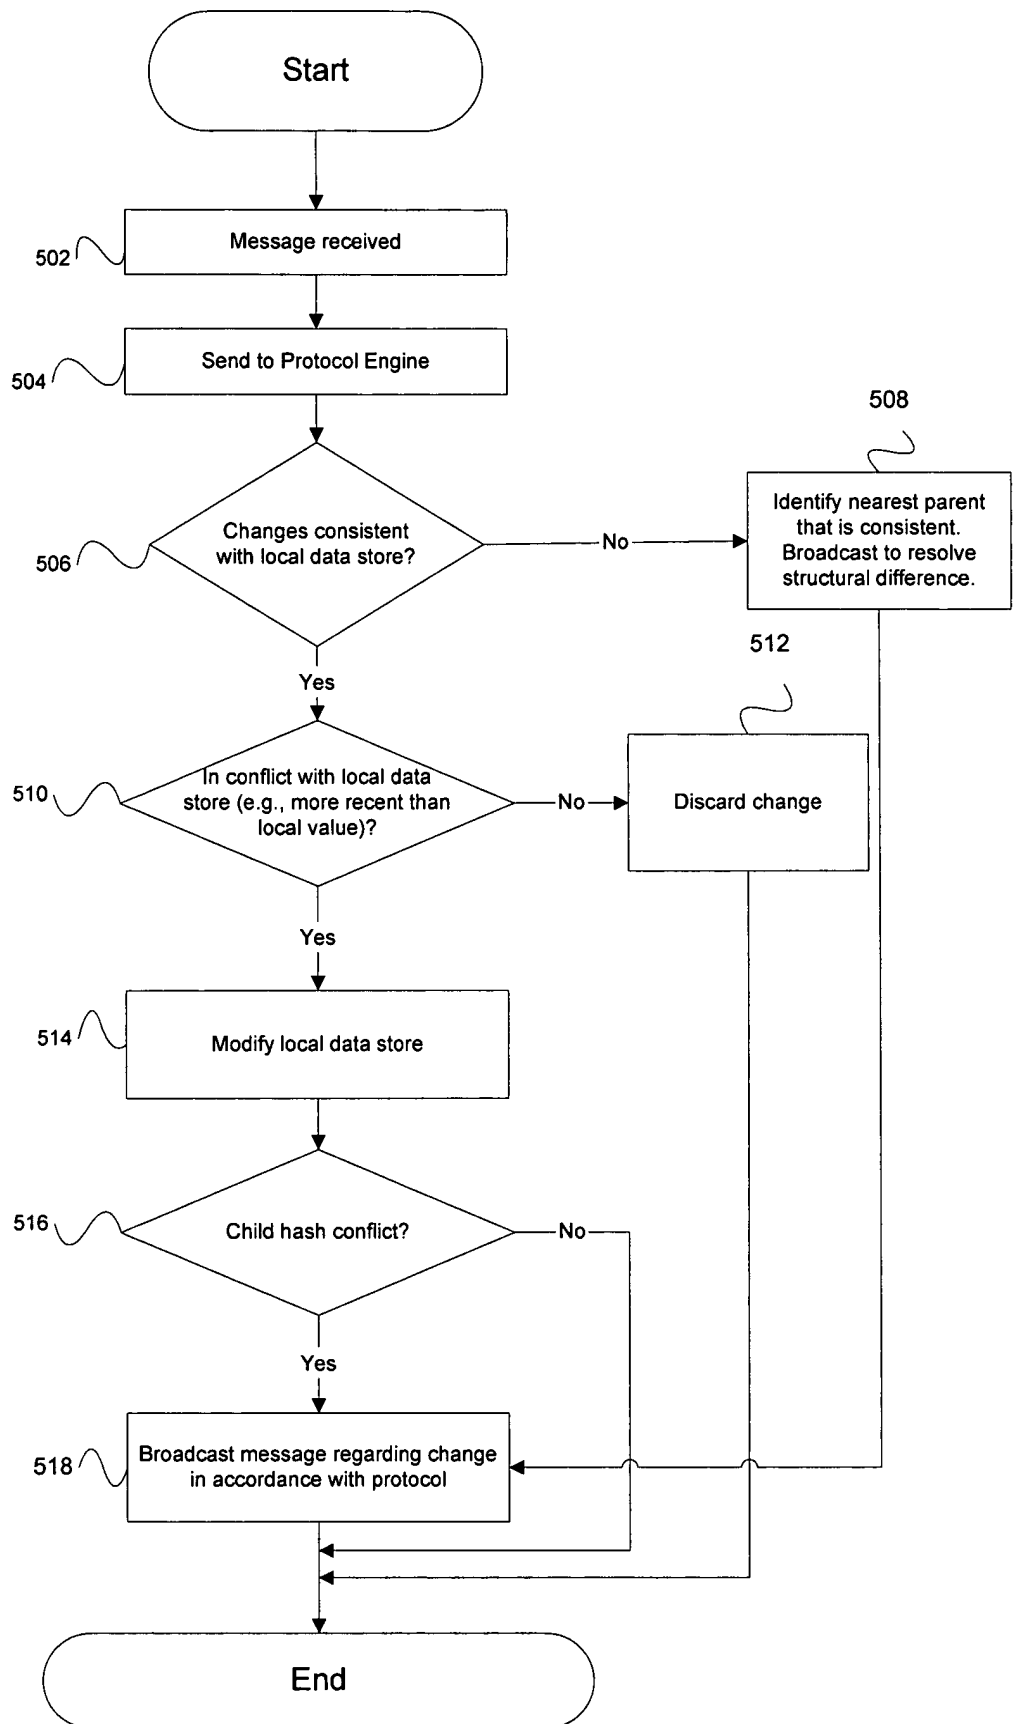 Start
Message received
502
Send to Protocol Engine
504
508
Identify nearest parent
that is consistent.
Broadcast to resolve
structural difference.
Changes consistent
with local data store?
506
No
512
Yes
In conflict with local data
store (e.g., more recent than
local value)?
510
No
Discard change
Yes
514
Modify local data store
516
Child hash conflict?
No
Yes
Broadcast message regarding change
in accordance with protocol
518
End